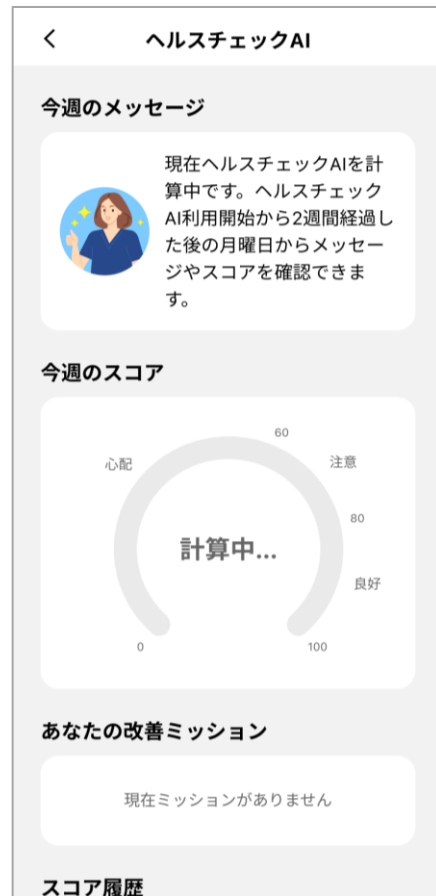 ヘルスチェックAI
今週のメッセージ
現在ヘルスチェックAIを計
算中です。ヘルスチェック
AI利用開始から2週間経過し
た後の月曜日からメッセー
ジやスコアを確認できま
す。
今週のスコア
60
心配
注意
80
計算中...
良好
0
100
あなたの改善ミッション
現在ミッションがありません
スコア履歴